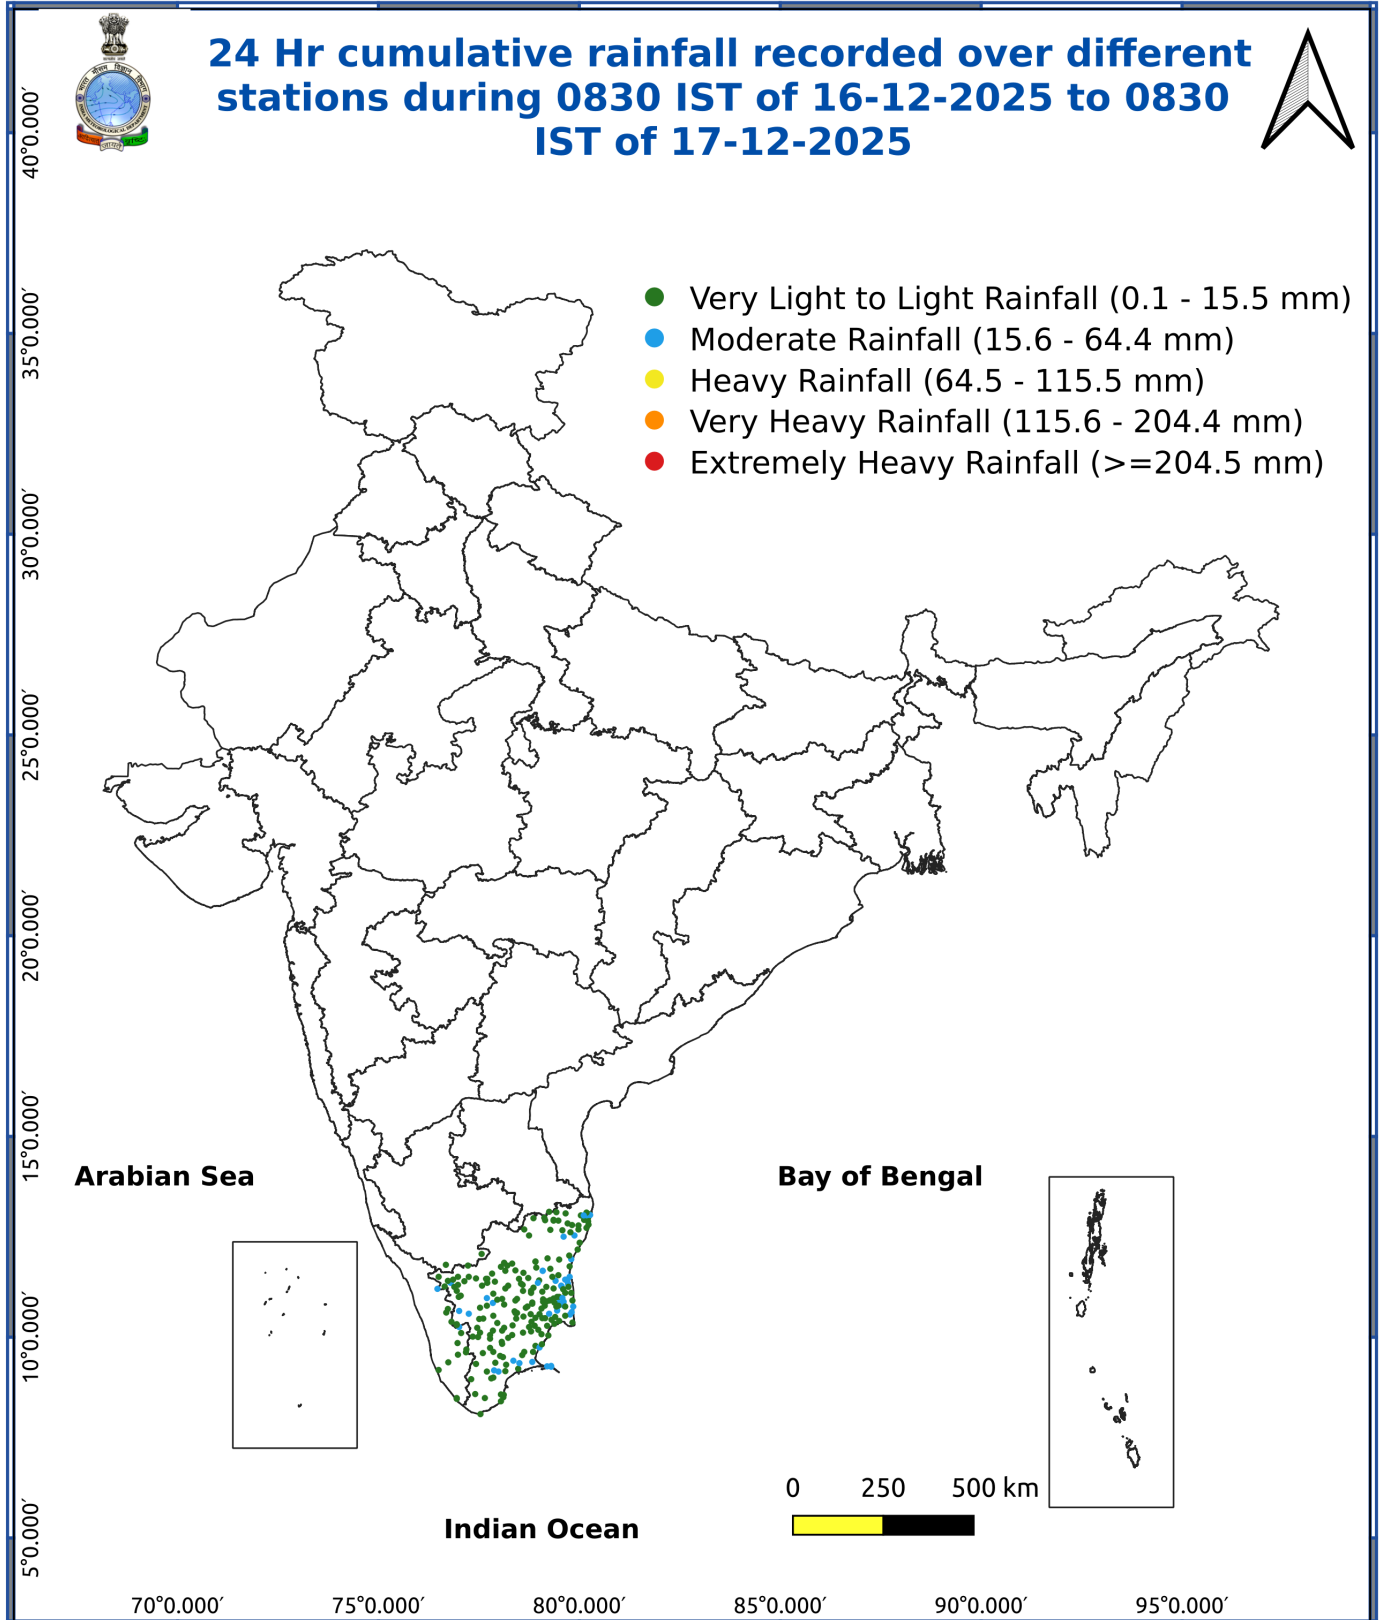 24 Hr cumulative rainfall recorded over different
stations during 0830 IST of 16-12-2025 to 0830
IST of 17-12-2025
Very Light to Light Rainfall (0.1 - 15.5 mm)
Moderate Rainfall (15.6 - 64.4 mm)
Heavy Rainfall (64.5 - 115.5 mm)
Very Heavy Rainfall (115.6 - 204.4 mm)
Extremely Heavy Rainfall (>=204.5 mm)
40°0.000′
35°0.000′
30°0.000′
25°0.000′
20°0.000′
15°0.000′
10°0.000′
5°0.000′
Arabian Sea
Bay of Bengal
Indian Ocean
0 250 500 km
70°0.000′ 75°0.000′ 80°0.000′ 85°0.000′ 90°0.000′ 95°0.000′